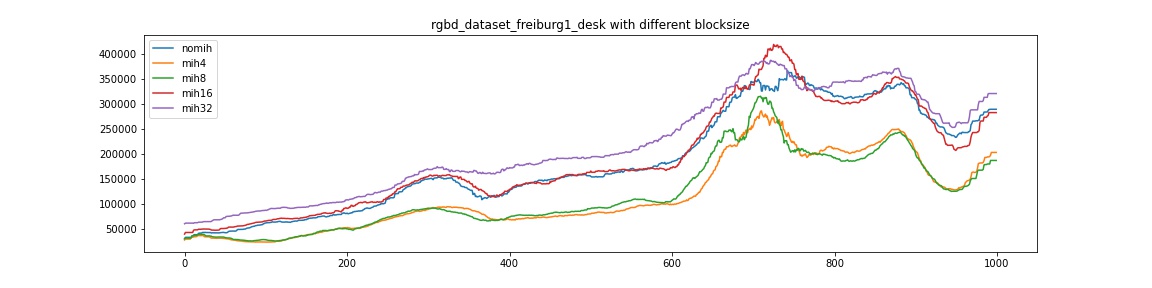 rgbd_dataset_freiburg1_desk with different blocksize
nomih
mih4
mih8
mih16
mih32
400000
350000
300000
250000
200000
150000
100000
50000
0 200 400 600 800 1000